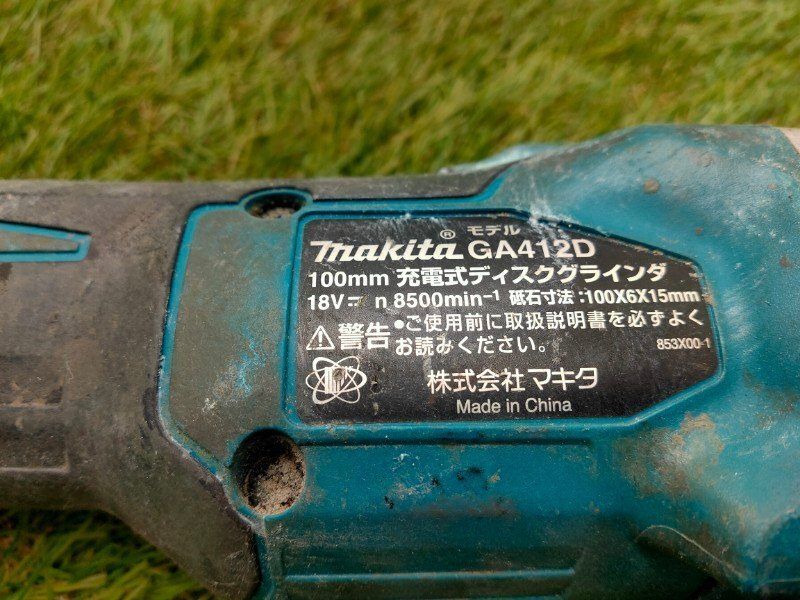 モデル
makita® GA412D
100mm 充電式ディスクグラインダ
18V⎓ n 8500min⁻¹ 砥石寸法:100X6X15mm
⚠警告 ●ご使用前に取扱説明書を必ずよく
お読みください。
853X00-1
株式会社マキタ
Made in China